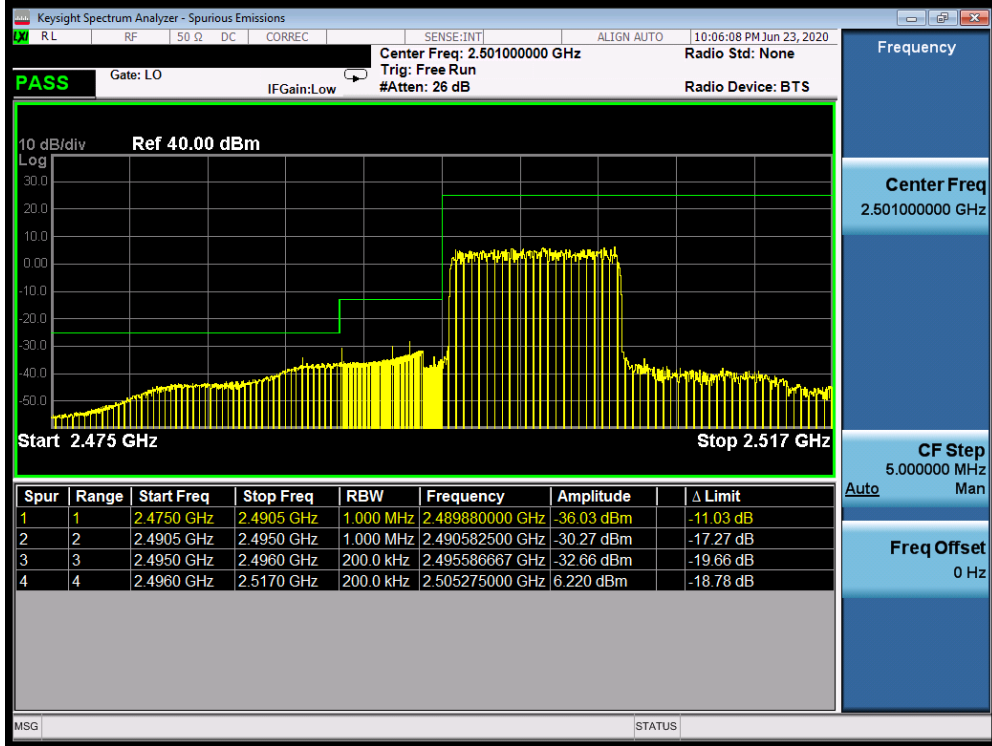 Keysight Spectrum Analyzer - Spurious Emissions
LXI RL RF 50 Ω DC CORREC SENSE:INT ALIGN AUTO 10:06:08 PM Jun 23, 2020
Center Freq: 2.501000000 GHz Radio Std: None
PASS Gate: LO Trig: Free Run
IFGain:Low #Atten: 26 dB Radio Device: BTS
10 dB/div Ref 40.00 dBm
Log
30.0
20.0
10.0
0.00
-10.0
-20.0
-30.0
-40.0
-50.0
Start 2.475 GHz Stop 2.517 GHz
Spur Range Start Freq Stop Freq RBW Frequency Amplitude Δ Limit
1 1 2.4750 GHz 2.4905 GHz 1.000 MHz 2.489880000 GHz -36.03 dBm -11.03 dB
2 2 2.4905 GHz 2.4950 GHz 1.000 MHz 2.490582500 GHz -30.27 dBm -17.27 dB
3 3 2.4950 GHz 2.4960 GHz 200.0 kHz 2.495586667 GHz -32.66 dBm -19.66 dB
4 4 2.4960 GHz 2.5170 GHz 200.0 kHz 2.505275000 GHz 6.220 dBm -18.78 dB
MSG STATUS
Frequency
Center Freq
2.501000000 GHz
CF Step
5.000000 MHz
Auto Man
Freq Offset
0 Hz